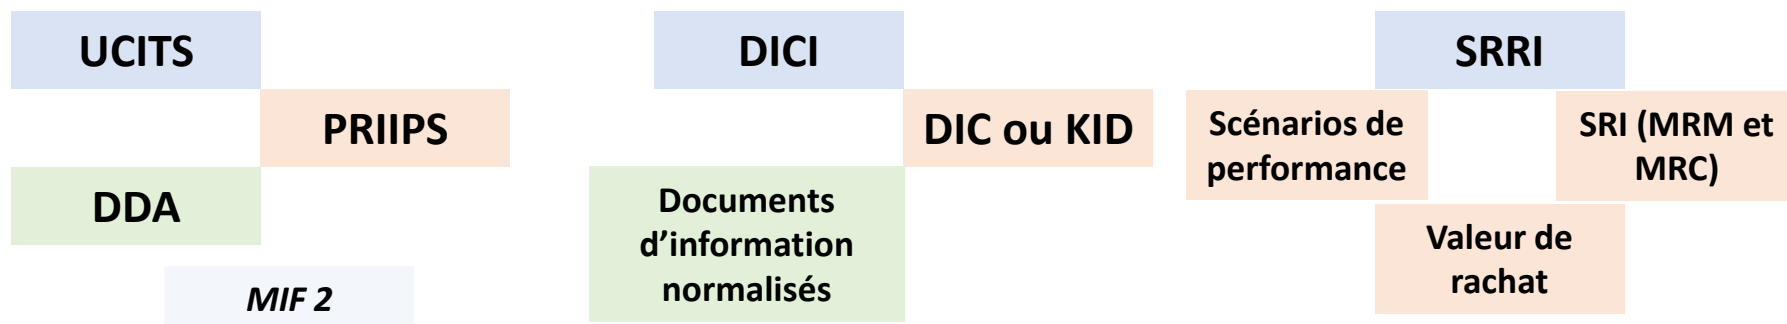 UCITS
PRIIPS
DDA
MIF 2
DICI
DIC ou KID
Documents
d’information
normalisés
SRRI
Scénarios de
performance
SRI (MRM et
MRC)
Valeur de
rachat